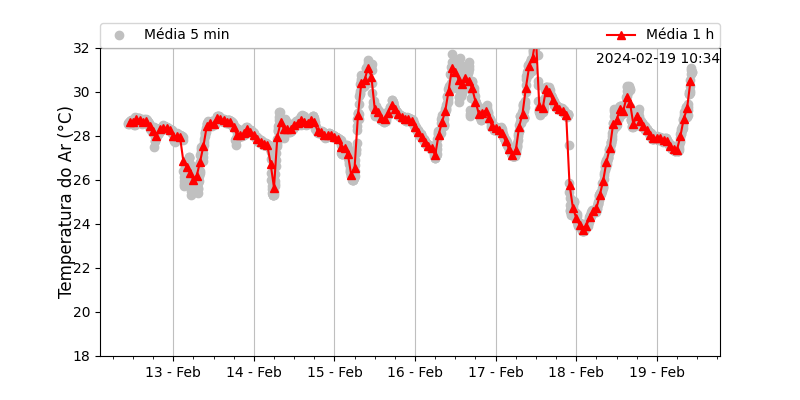 Média 5 min
Média 1 h
2024-02-19 10:34
Temperatura do Ar (°C)
32
30
28
26
24
22
20
18
13 - Feb
14 - Feb
15 - Feb
16 - Feb
17 - Feb
18 - Feb
19 - Feb